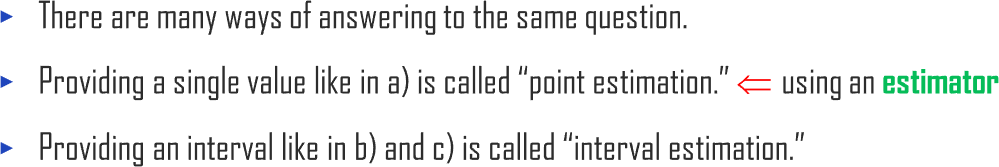 ▸ There are many ways of answering to the same question.
▸ Providing a single value like in a) is called “point estimation.” ⇐ using an estimator
▸ Providing an interval like in b) and c) is called “interval estimation.”